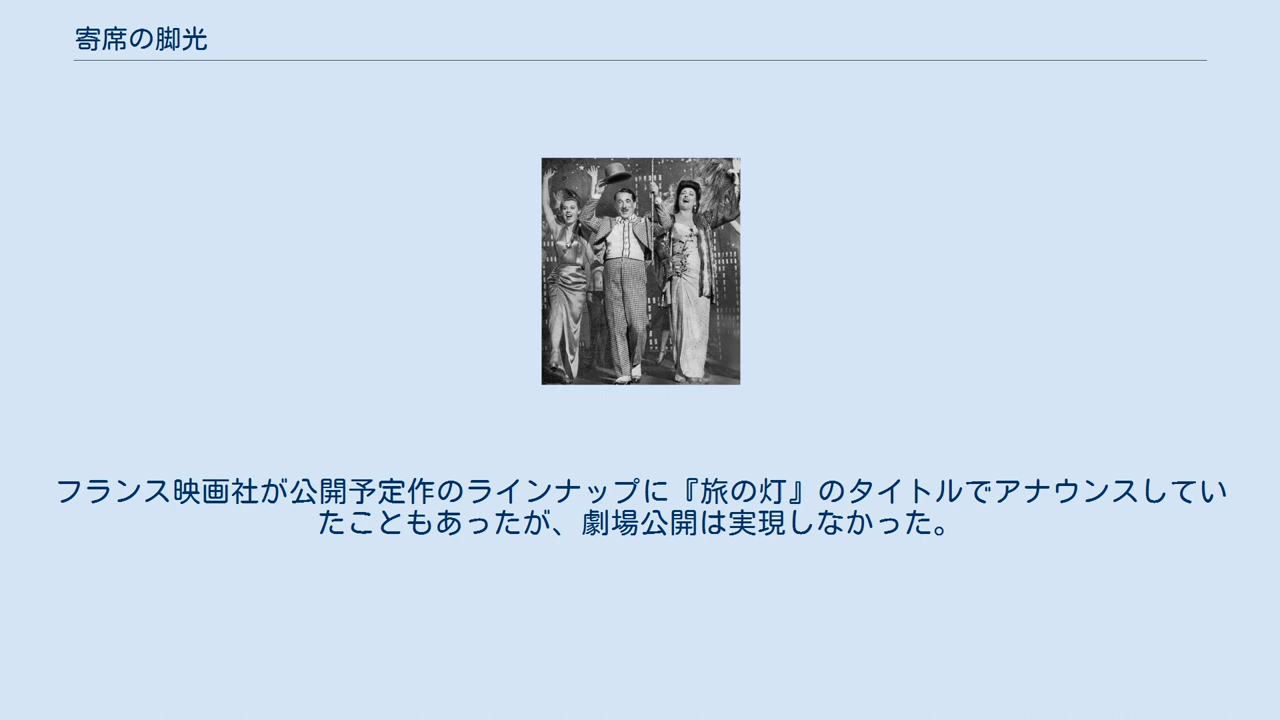 寄席の脚光
フランス映画社が公開予定作のラインナップに『旅の灯』のタイトルでアナウンスしてい
たこともあったが、劇場公開は実現しなかった。